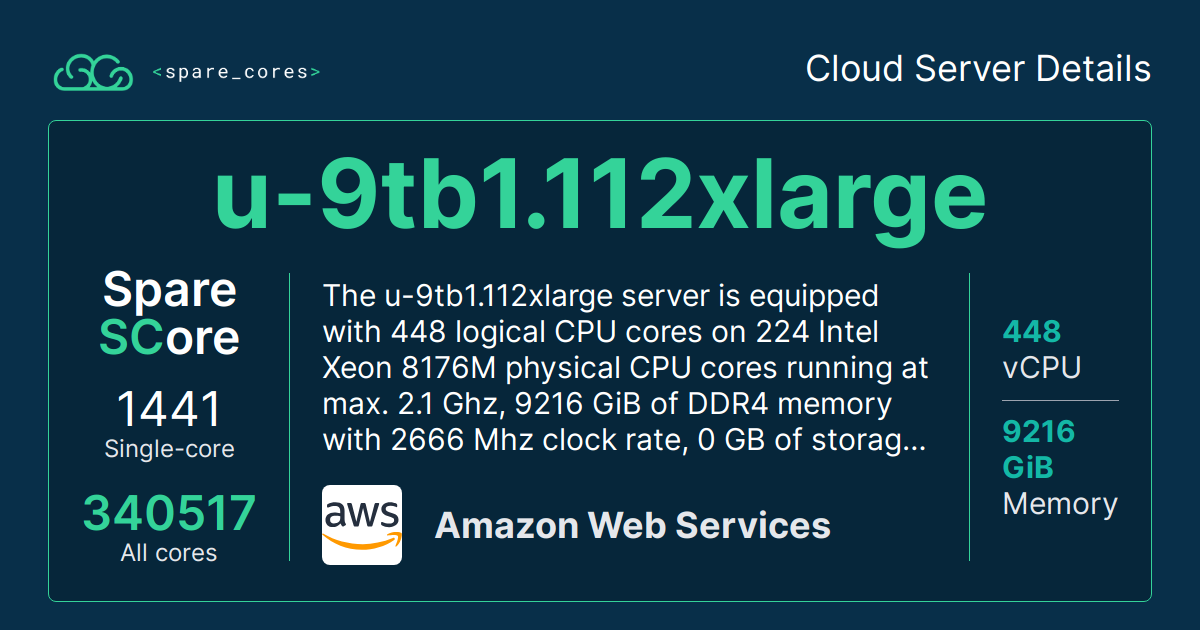 <spare_cores>
Cloud Server Details
u-9tb1.112xlarge
Spare
SCore
1441
Single-core
340517
All cores
The u-9tb1.112xlarge server is equipped
with 448 logical CPU cores on 224 Intel
Xeon 8176M physical CPU cores running at
max. 2.1 Ghz, 9216 GiB of DDR4 memory
with 2666 Mhz clock rate, 0 GB of storag...
aws
Amazon Web Services
448
vCPU
9216
GiB
Memory